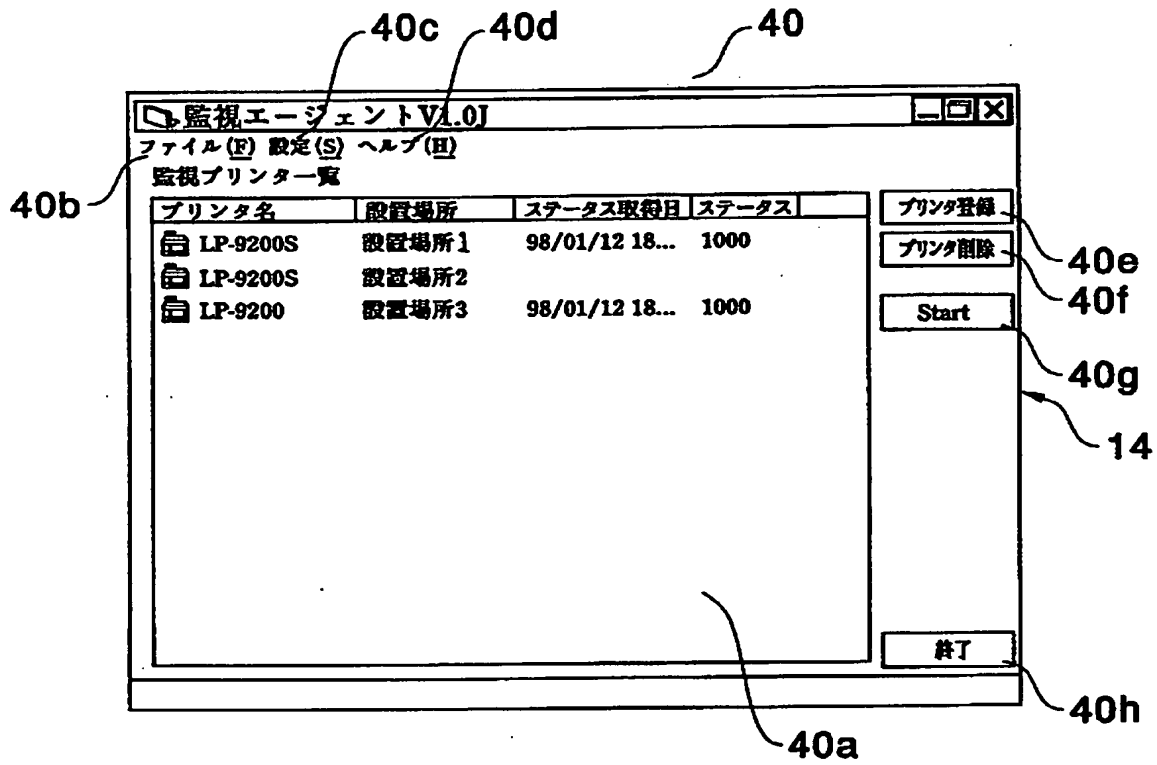 40c 40d 40
監視エージェントV1.0J
ファイル(F) 設定(S) ヘルプ(H)
40b
監視プリンタ一覧
プリンタ名 設置場所 ステータス取得日 ステータス
LP-9200S 設置場所1 98/01/12 18... 1000
LP-9200S 設置場所2
LP-9200 設置場所3 98/01/12 18... 1000
プリンタ登録
40e
プリンタ削除
40f
Start
40g
14
終了
40h
40a